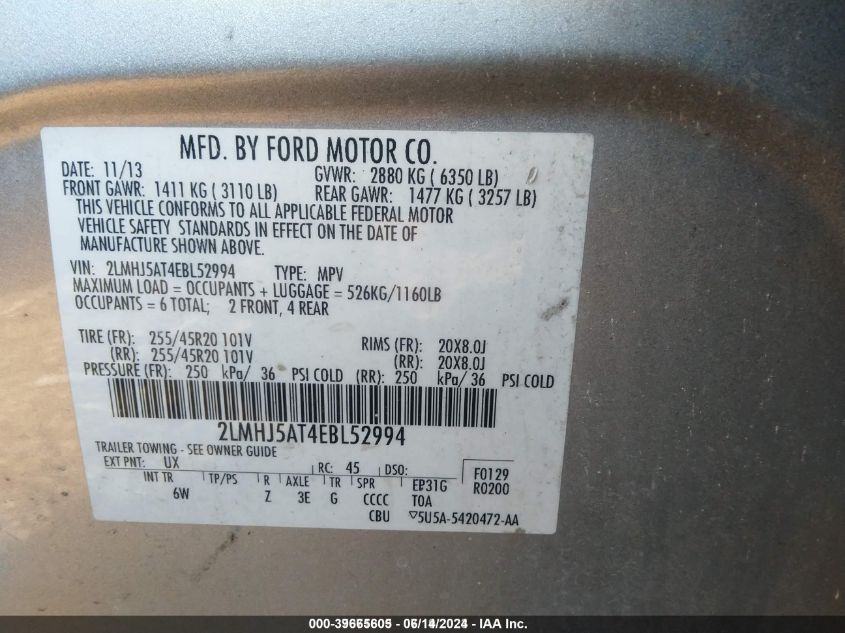 MFD. BY FORD MOTOR CO.
DATE: 11/13 GVWR: 2880 KG ( 6350 LB)
FRONT GAWR: 1411 KG ( 3110 LB) REAR GAWR: 1477 KG ( 3257 LB)
THIS VEHICLE CONFORMS TO ALL APPLICABLE FEDERAL MOTOR
VEHICLE SAFETY STANDARDS IN EFFECT ON THE DATE OF
MANUFACTURE SHOWN ABOVE.
VIN: 2LMHJ5AT4EBL52994 TYPE: MPV
MAXIMUM LOAD = OCCUPANTS + LUGGAGE = 526KG/1160LB
OCCUPANTS = 6 TOTAL; 2 FRONT, 4 REAR
TIRE (FR): 255/45R20 101V RIMS (FR): 20X8.0J
(RR): 255/45R20 101V (RR): 20X8.0J
PRESSURE (FR): 250 kPa/ 36 PSI COLD (RR): 250 kPa/ 36 PSI COLD
2LMHJ5AT4EBL52994
TRAILER TOWING - SEE OWNER GUIDE
EXT PNT: UX RC: 45 DSO: F0129
INT TR TP/PS R AXLE TR SPR EP31G R0200
6W Z 3E G CCCC TOA
CBU ▽5U5A-5420472-AA
000-39665605 - 06/14/2024 - IAA Inc.